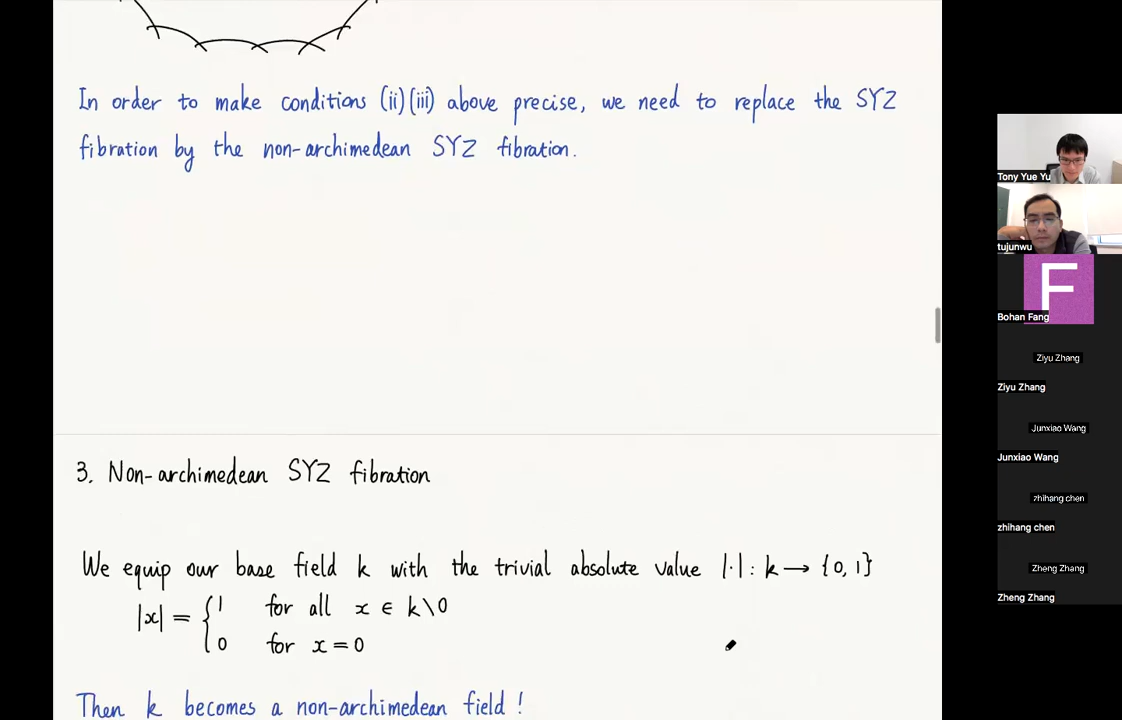 In order to make conditions (ii)(iii) above precise, we need to replace the SYZ
fibration by the non-archimedean SYZ fibration.
3. Non-archimedean SYZ fibration
We equip our base field k with the trivial absolute value |·| : k → {0,1}
|x| = { 1 for all x ∈ k\0
0 for x = 0
Then k becomes a non-archimedean field !
Tony Yue Yu
tujunwu
F
Bohan Fang
Ziyu Zhang
Ziyu Zhang
Junxiao Wang
Junxiao Wang
zhihang chen
zhihang chen
Zheng Zhang
Zheng Zhang